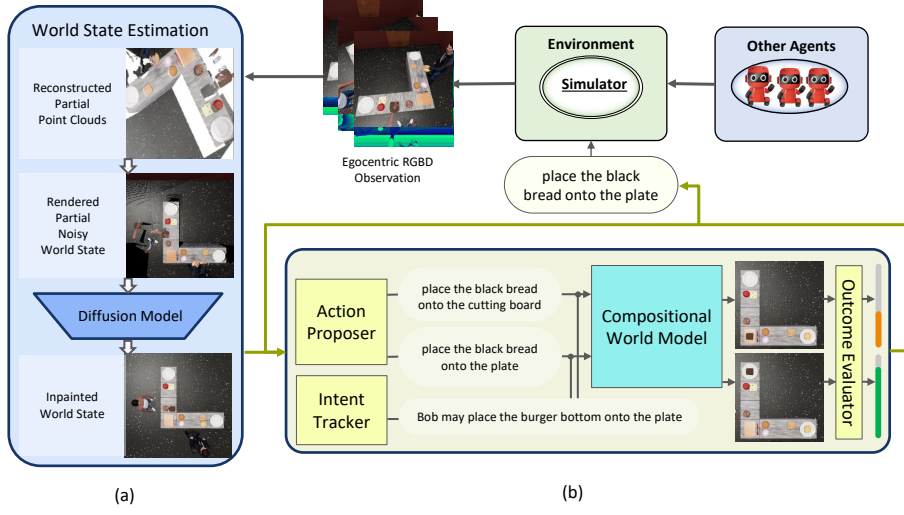 World State Estimation
Reconstructed
Partial
Point Clouds
Rendered
Partial
Noisy
World State
Diffusion Model
Inpainted
World State
(a)
Egocentric RGBD
Observation
Environment
Simulator
Other Agents
place the black
bread onto the plate
Action
Proposer
Intent
Tracker
place the black bread
onto the cutting board
place the black bread
onto the plate
Bob may place the burger bottom onto the plate
Compositional
World Model
Outcome Evaluator
(b)